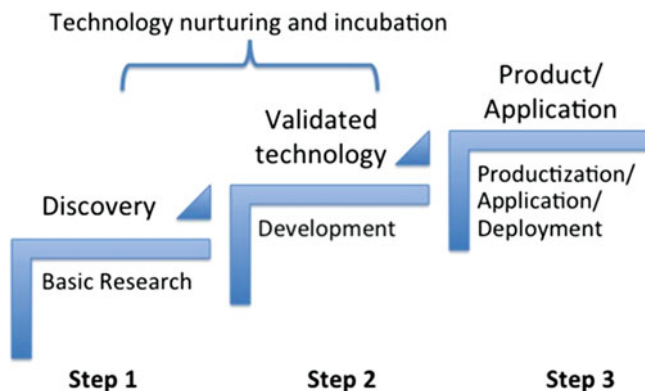 Technology nurturing and incubation
Product/
Application
Validated
technology
Productization/
Application/
Deployment
Discovery
Development
Basic Research
Step 1
Step 2
Step 3